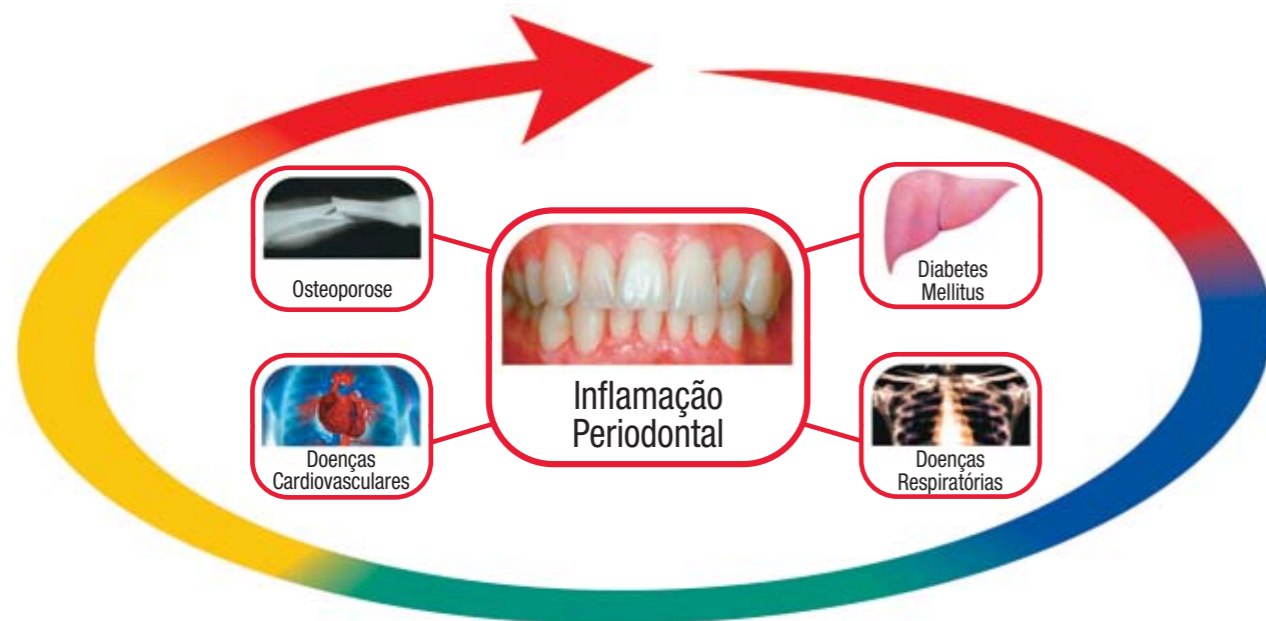 Osteoporose
Diabetes
Mellitus
Inflamação
Periodontal
Doenças
Cardiovasculares
Doenças
Respiratórias